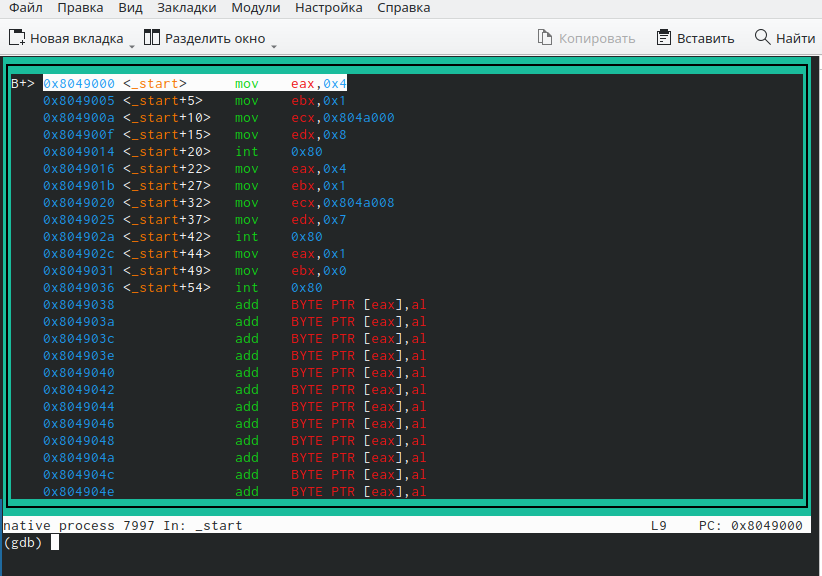 Файл Правка Вид Закладки Модули Настройка Справка
Новая вкладка Разделить окно Копировать Вставить Найти
B+> 0x8049000 <_start> mov eax,0x4
0x8049005 <_start+5> mov ebx,0x1
0x804900a <_start+10> mov ecx,0x804a000
0x804900f <_start+15> mov edx,0x8
0x8049014 <_start+20> int 0x80
0x8049016 <_start+22> mov eax,0x4
0x804901b <_start+27> mov ebx,0x1
0x8049020 <_start+32> mov ecx,0x804a008
0x8049025 <_start+37> mov edx,0x7
0x804902a <_start+42> int 0x80
0x804902c <_start+44> mov eax,0x1
0x8049031 <_start+49> mov ebx,0x0
0x8049036 <_start+54> int 0x80
0x8049038 add BYTE PTR [eax],al
0x804903a add BYTE PTR [eax],al
0x804903c add BYTE PTR [eax],al
0x804903e add BYTE PTR [eax],al
0x8049040 add BYTE PTR [eax],al
0x8049042 add BYTE PTR [eax],al
0x8049044 add BYTE PTR [eax],al
0x8049046 add BYTE PTR [eax],al
0x8049048 add BYTE PTR [eax],al
0x804904a add BYTE PTR [eax],al
0x804904c add BYTE PTR [eax],al
0x804904e add BYTE PTR [eax],al
native process 7997 In: _start L9 PC: 0x8049000
(gdb)